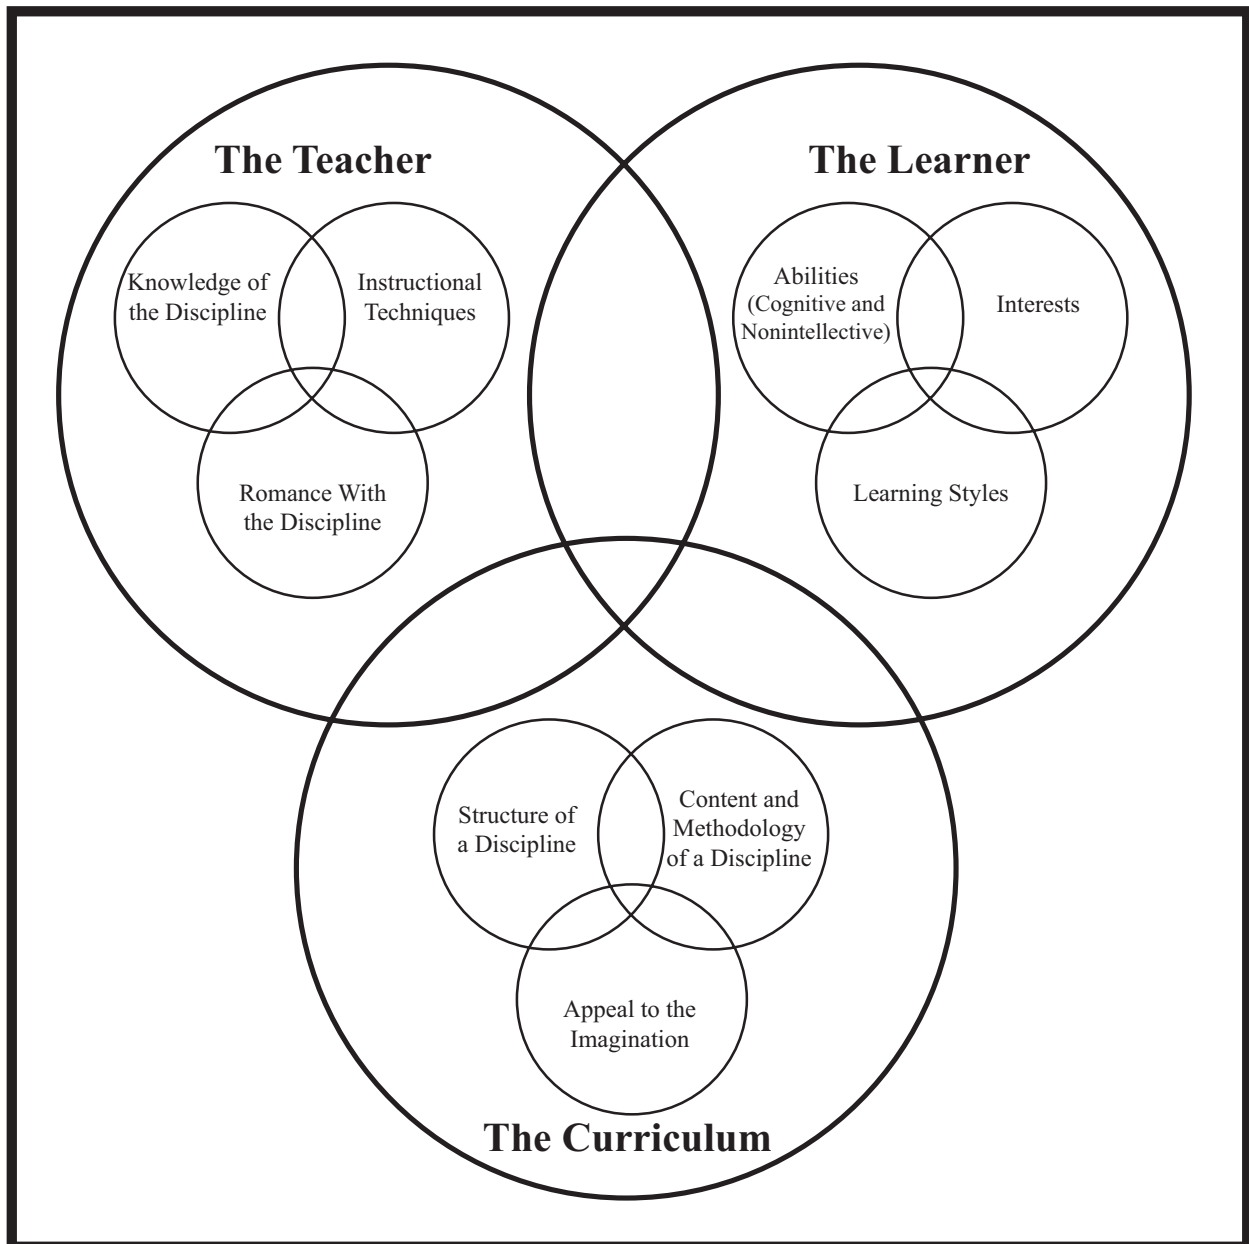 The Teacher
Knowledge of
the Discipline
Instructional
Techniques
Romance With
the Discipline
The Learner
Abilities
(Cognitive and
Nonintellective)
Interests
Learning Styles
Structure of
a Discipline
Content and
Methodology
of a Discipline
Appeal to the
Imagination
The Curriculum